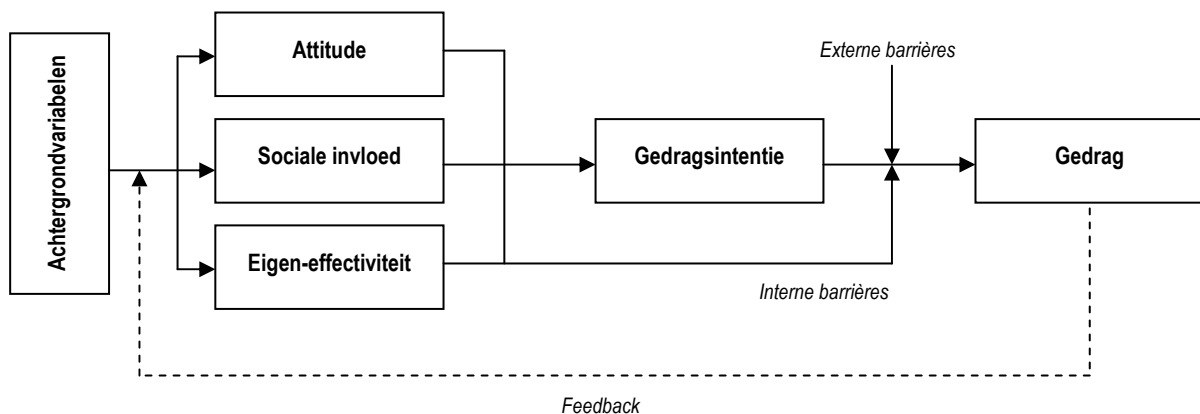 Achtergrondvariabelen
Attitude
Externe barrières
Sociale invloed
Gedragsintentie
Gedrag
Eigen-effectiviteit
Interne barrières
Feedback